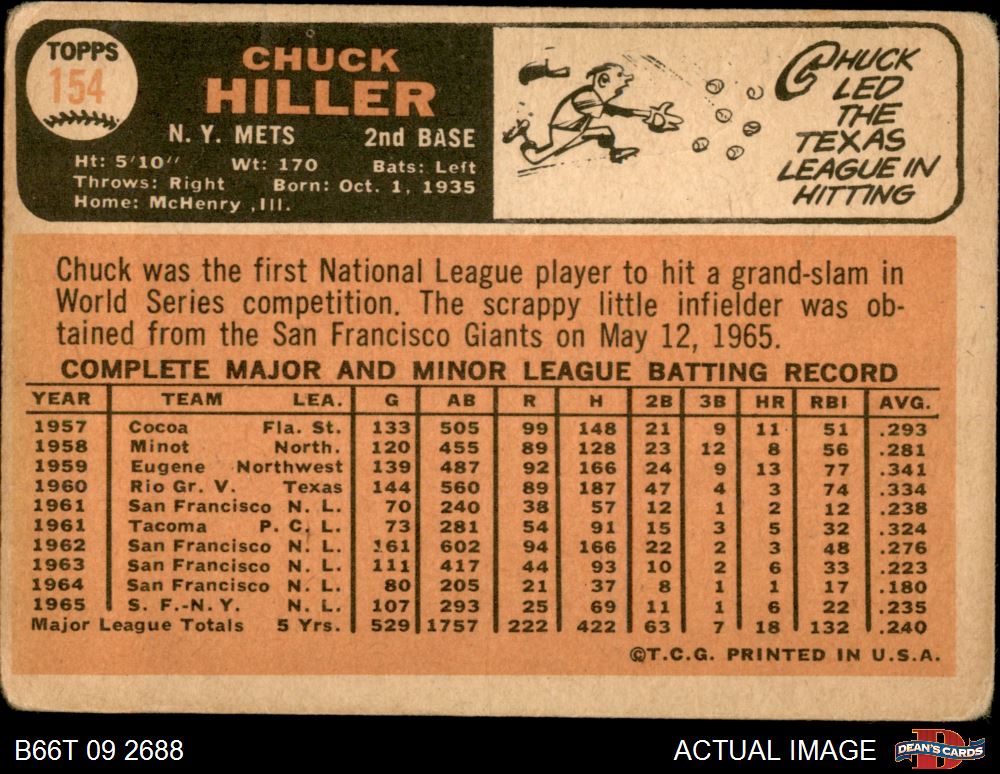 TOPPS
154
CHUCK
HILLER
N. Y. METS 2nd BASE
Ht: 5'10" Wt: 170 Bats: Left
Throws: Right Born: Oct. 1, 1935
Home: McHenry ,Ill.
CHUCK
LED
THE
TEXAS
LEAGUE IN
HITTING
Chuck was the first National League player to hit a grand-slam in
World Series competition. The scrappy little infielder was ob-
tained from the San Francisco Giants on May 12, 1965.
COMPLETE MAJOR AND MINOR LEAGUE BATTING RECORD
YEAR TEAM LEA. G AB R H 2B 3B HR RBI AVG.
1957 Cocoa Fla. St. 133 505 99 148 21 9 11 51 .293
1958 Minot North. 120 455 89 128 23 12 8 56 .281
1959 Eugene Northwest 139 487 92 166 24 9 13 77 .341
1960 Rio Gr. V. Texas 144 560 89 187 47 4 3 74 .334
1961 San Francisco N. L. 70 240 38 57 12 1 2 12 .238
1961 Tacoma P. C. L. 73 281 54 91 15 3 5 32 .324
1962 San Francisco N. L. 161 602 94 166 22 2 3 48 .276
1963 San Francisco N. L. 111 417 44 93 10 2 6 33 .223
1964 San Francisco N. L. 80 205 21 37 8 1 1 17 .180
1965 S. F.-N. Y. N. L. 107 293 25 69 11 1 6 22 .235
Major League Totals 5 Yrs. 529 1757 222 422 63 7 18 132 .240
©T.C.G. PRINTED IN U.S.A.
B66T 09 2688 ACTUAL IMAGE
DEAN'S CARDS